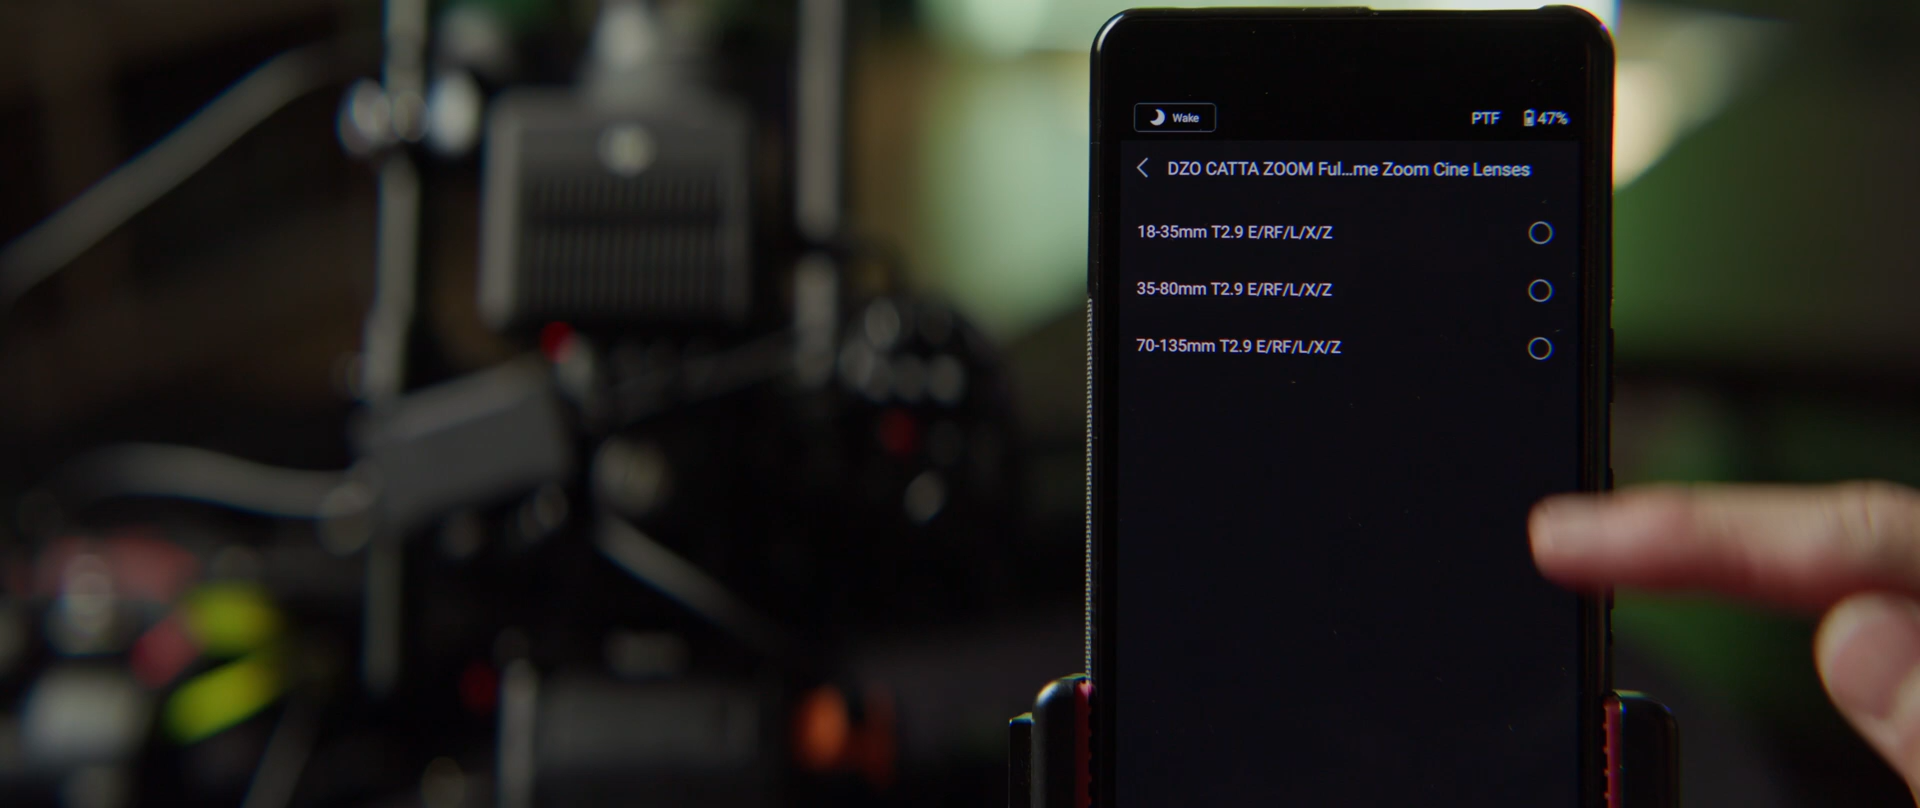 Wake
PTF 47%
DZO CATTA ZOOM Ful...me Zoom Cine Lenses
18-35mm T2.9 E/RF/L/X/Z
35-80mm T2.9 E/RF/L/X/Z
70-135mm T2.9 E/RF/L/X/Z